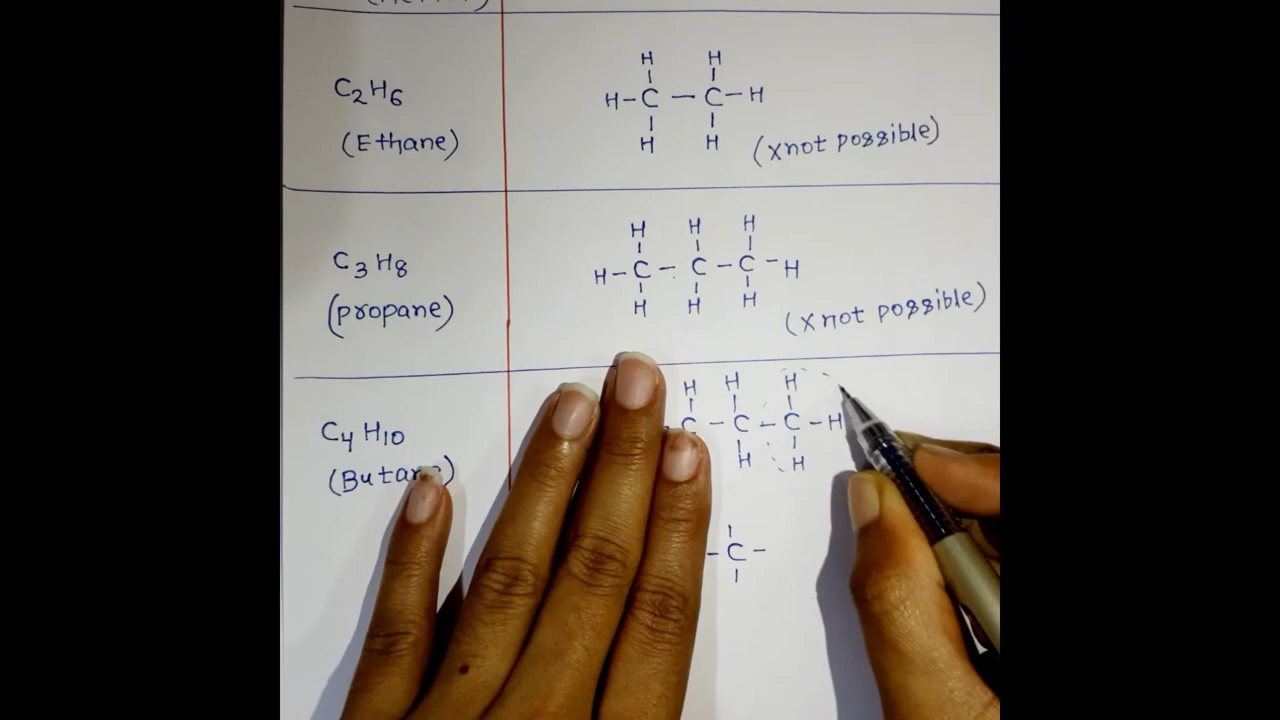 C2H6
(Ethane)
H H
H-C-C-H
H H
(x not possible)
C3H8
(propane)
H H H
H-C-C-C-H
H H H
(x not possible)
C4H10
H H H
C-C-C-H
H H
-C-